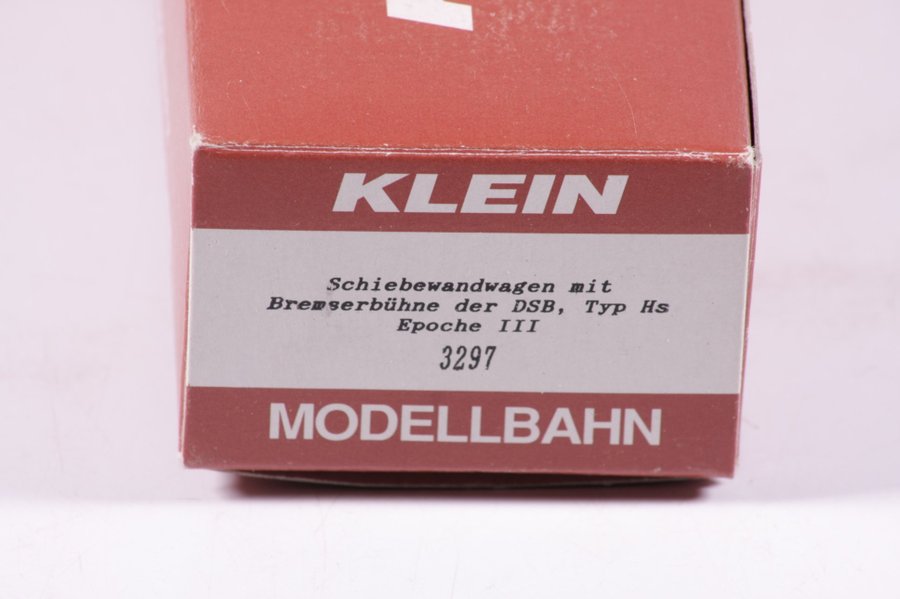 KLEIN
Schiebewandwagen mit
Bremserbühne der DSB, Typ Hs
Epoche III
3297
MODELLBAHN